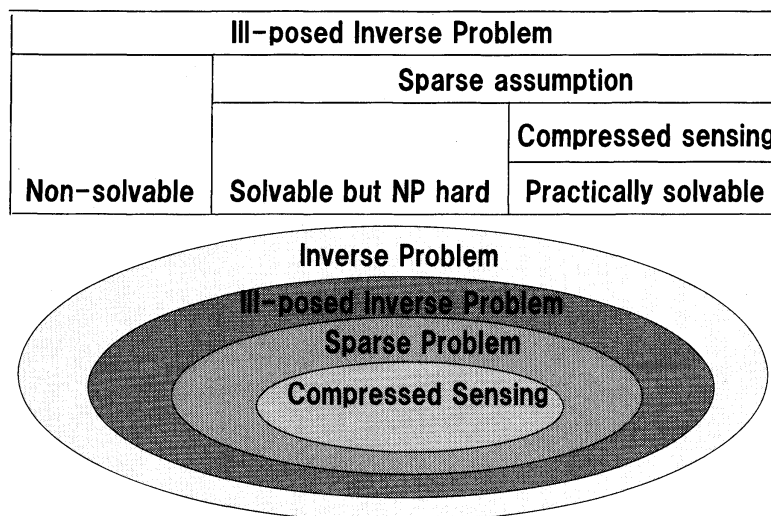 Ill-posed Inverse Problem
Sparse assumption
Compressed sensing
Non-solvable
Solvable but NP hard
Practically solvable
Inverse Problem
Ill-posed Inverse Problem
Sparse Problem
Compressed Sensing